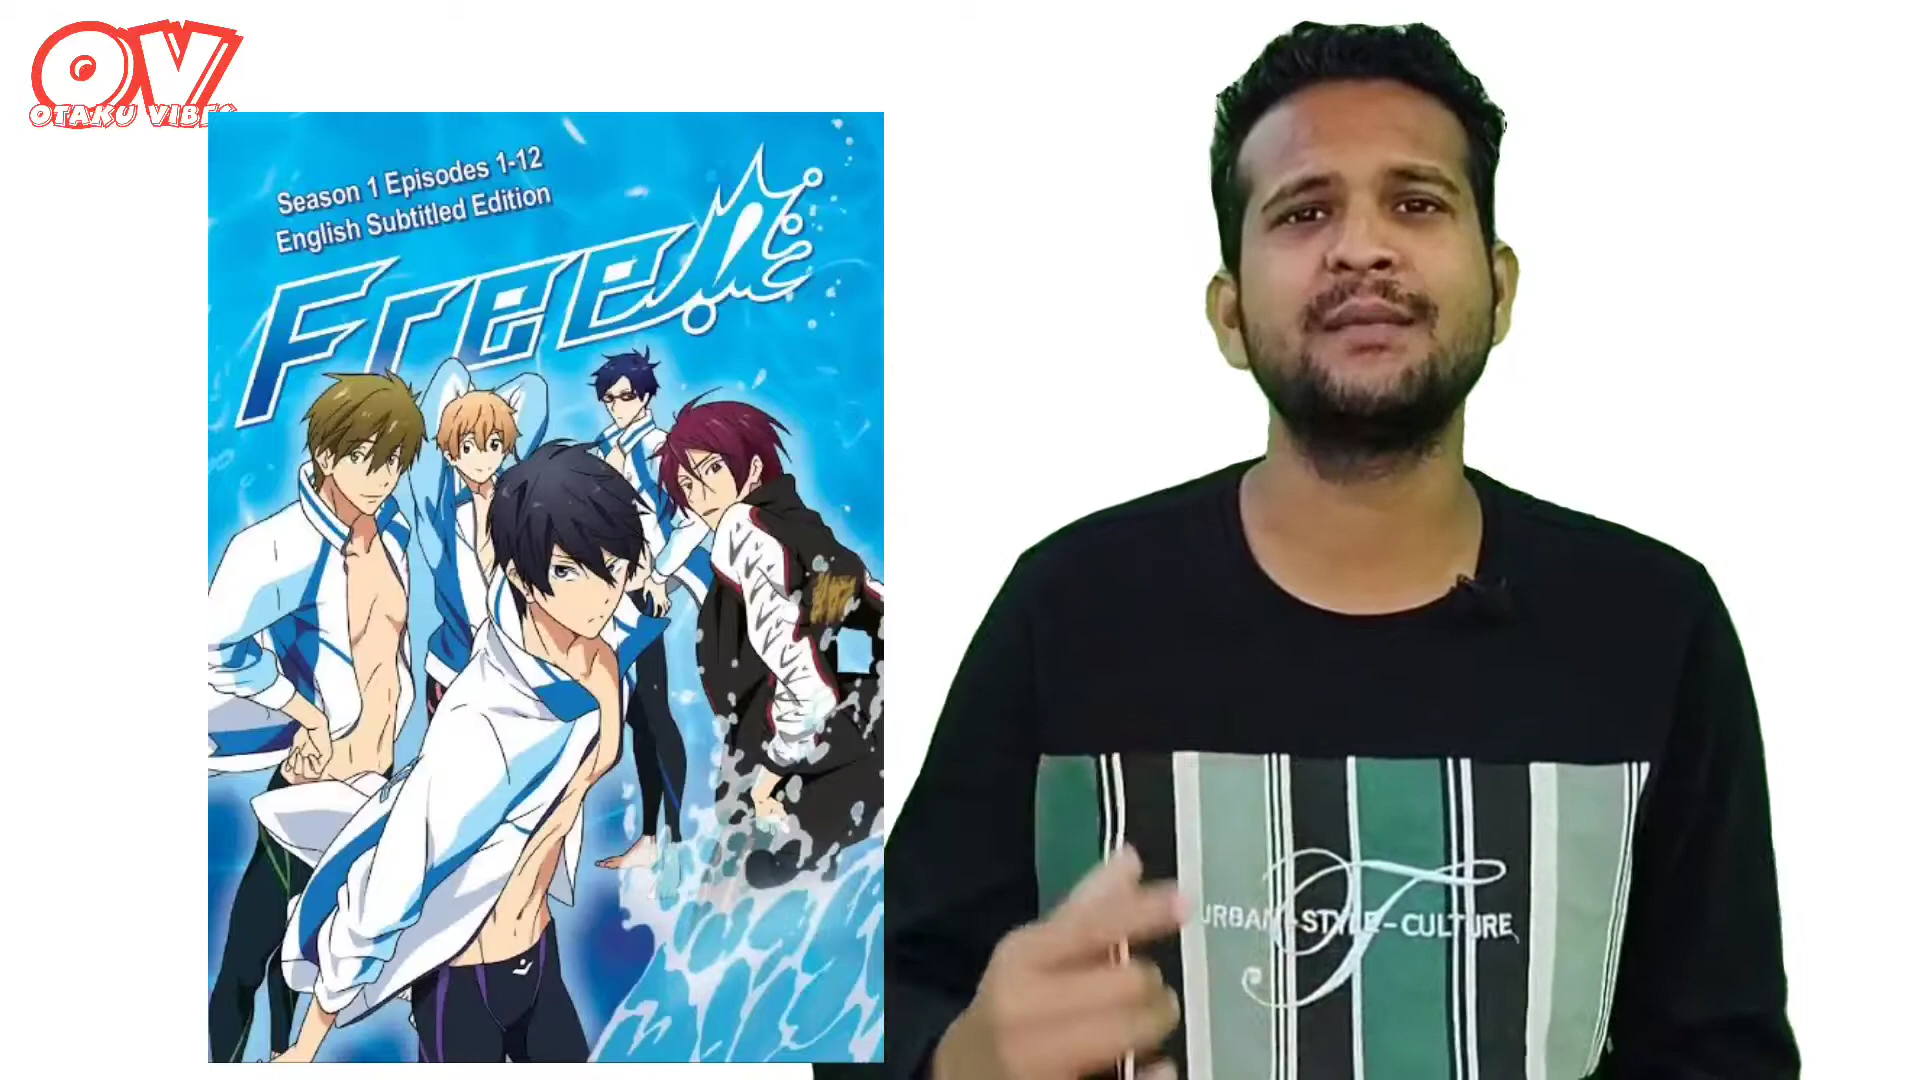 OV
OTAKU VIBES
Season 1 Episodes 1-12
English Subtitled Edition
Free!
URBAN-STYLE-CULTURE